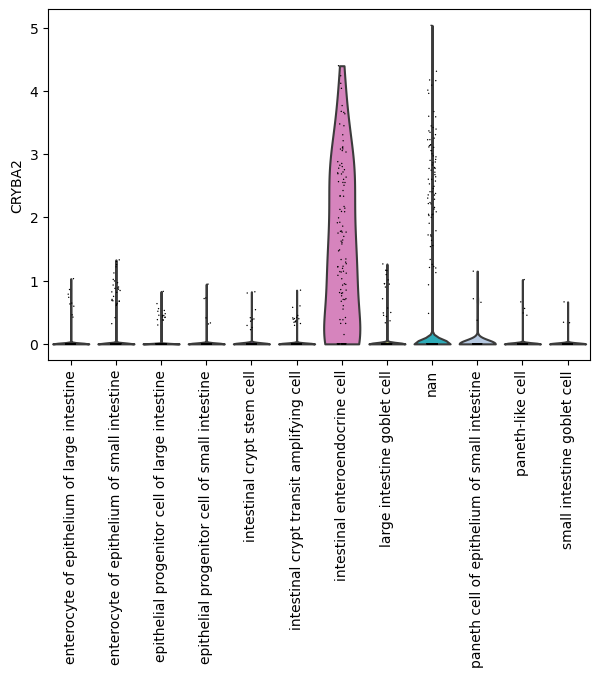 5
4
3
2
1
0
CRYBA2
enterocyte of epithelium of large intestine
enterocyte of epithelium of small intestine
epithelial progenitor cell of large intestine
epithelial progenitor cell of small intestine
intestinal crypt stem cell
intestinal crypt transit amplifying cell
intestinal enteroendocrine cell
large intestine goblet cell
nan
paneth cell of epithelium of small intestine
paneth-like cell
small intestine goblet cell